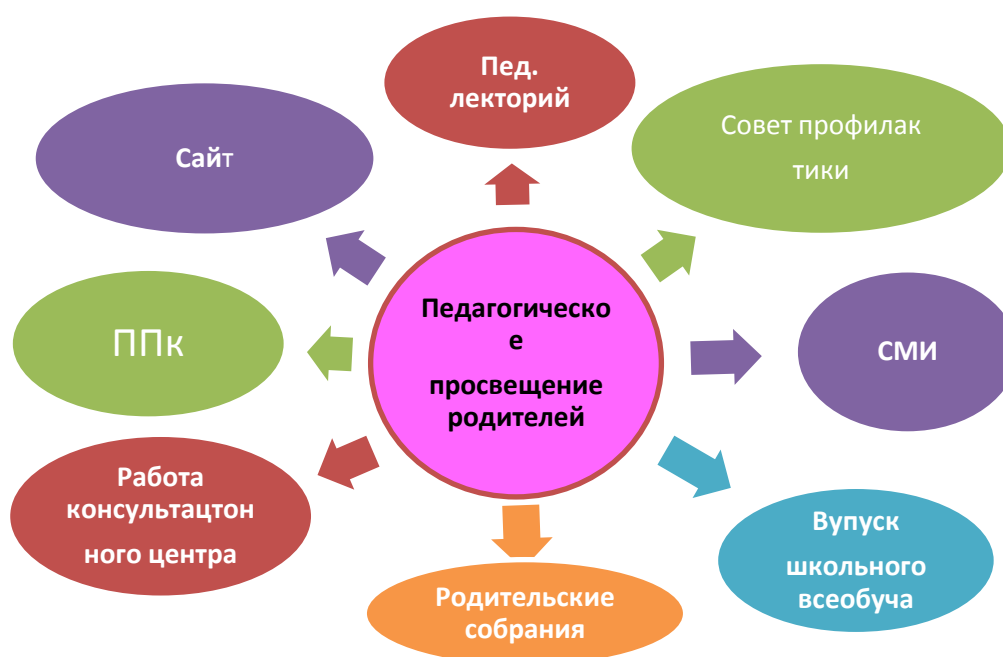 Пед.
лекторий
Совет профилак
тики
Сайт
Педагогическо
е
просвещение
родителей
ППк
СМИ
Работа
консультацтон
ного центра
Вупуск
школьного
всеобуча
Родительские
собрания